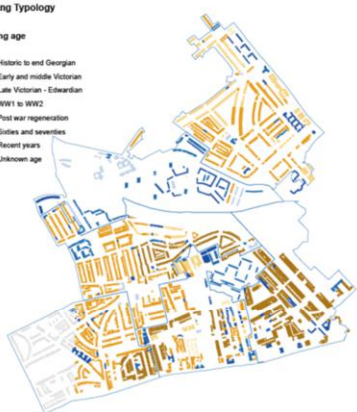 ng Typology
ng age
Historic to end Georgian
Early and middle Victorian
Late Victorian - Edwardian
WW1 to WW2
Post war regeneration
Sixties and seventies
Recent years
Unknown age